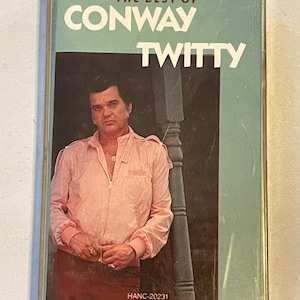 THE BEST OF
CONWAY
TWITTY
HANC-20231